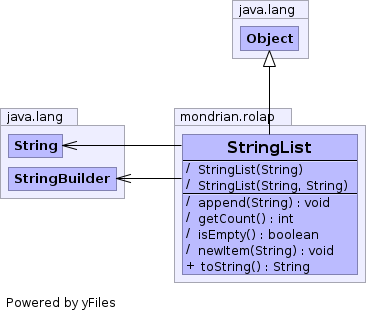 java.lang
Object
java.lang
String
StringBuilder
mondrian.rolap
StringList
/ StringList(String)
/ StringList(String, String)
/ append(String) : void
/ getCount() : int
/ isEmpty() : boolean
/ newItem(String) : void
+ toString() : String
Powered by yFiles